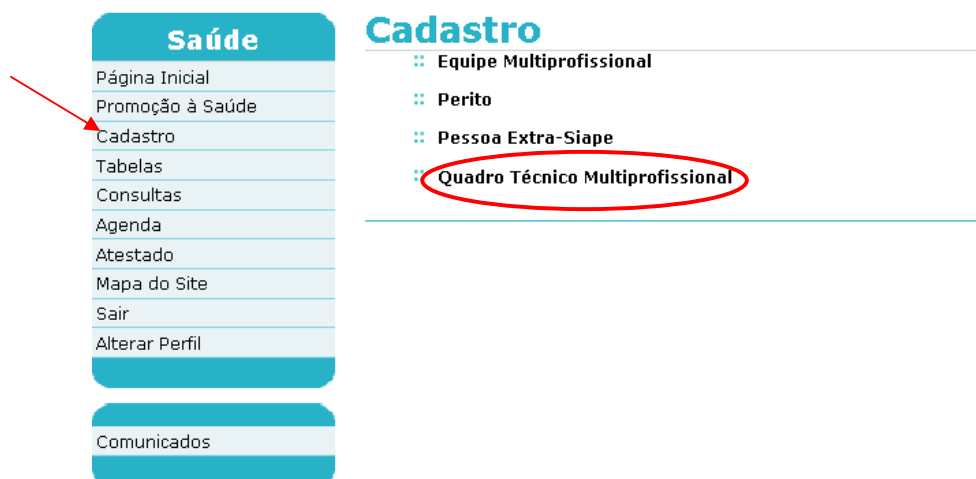 Saúde
Página Inicial
Promoção à Saúde
Cadastro
Tabelas
Consultas
Agenda
Atestado
Mapa do Site
Sair
Alterar Perfil
Comunicados
Cadastro
Equipe Multiprofissional
Perito
Pessoa Extra-Siape
Quadro Técnico Multiprofissional